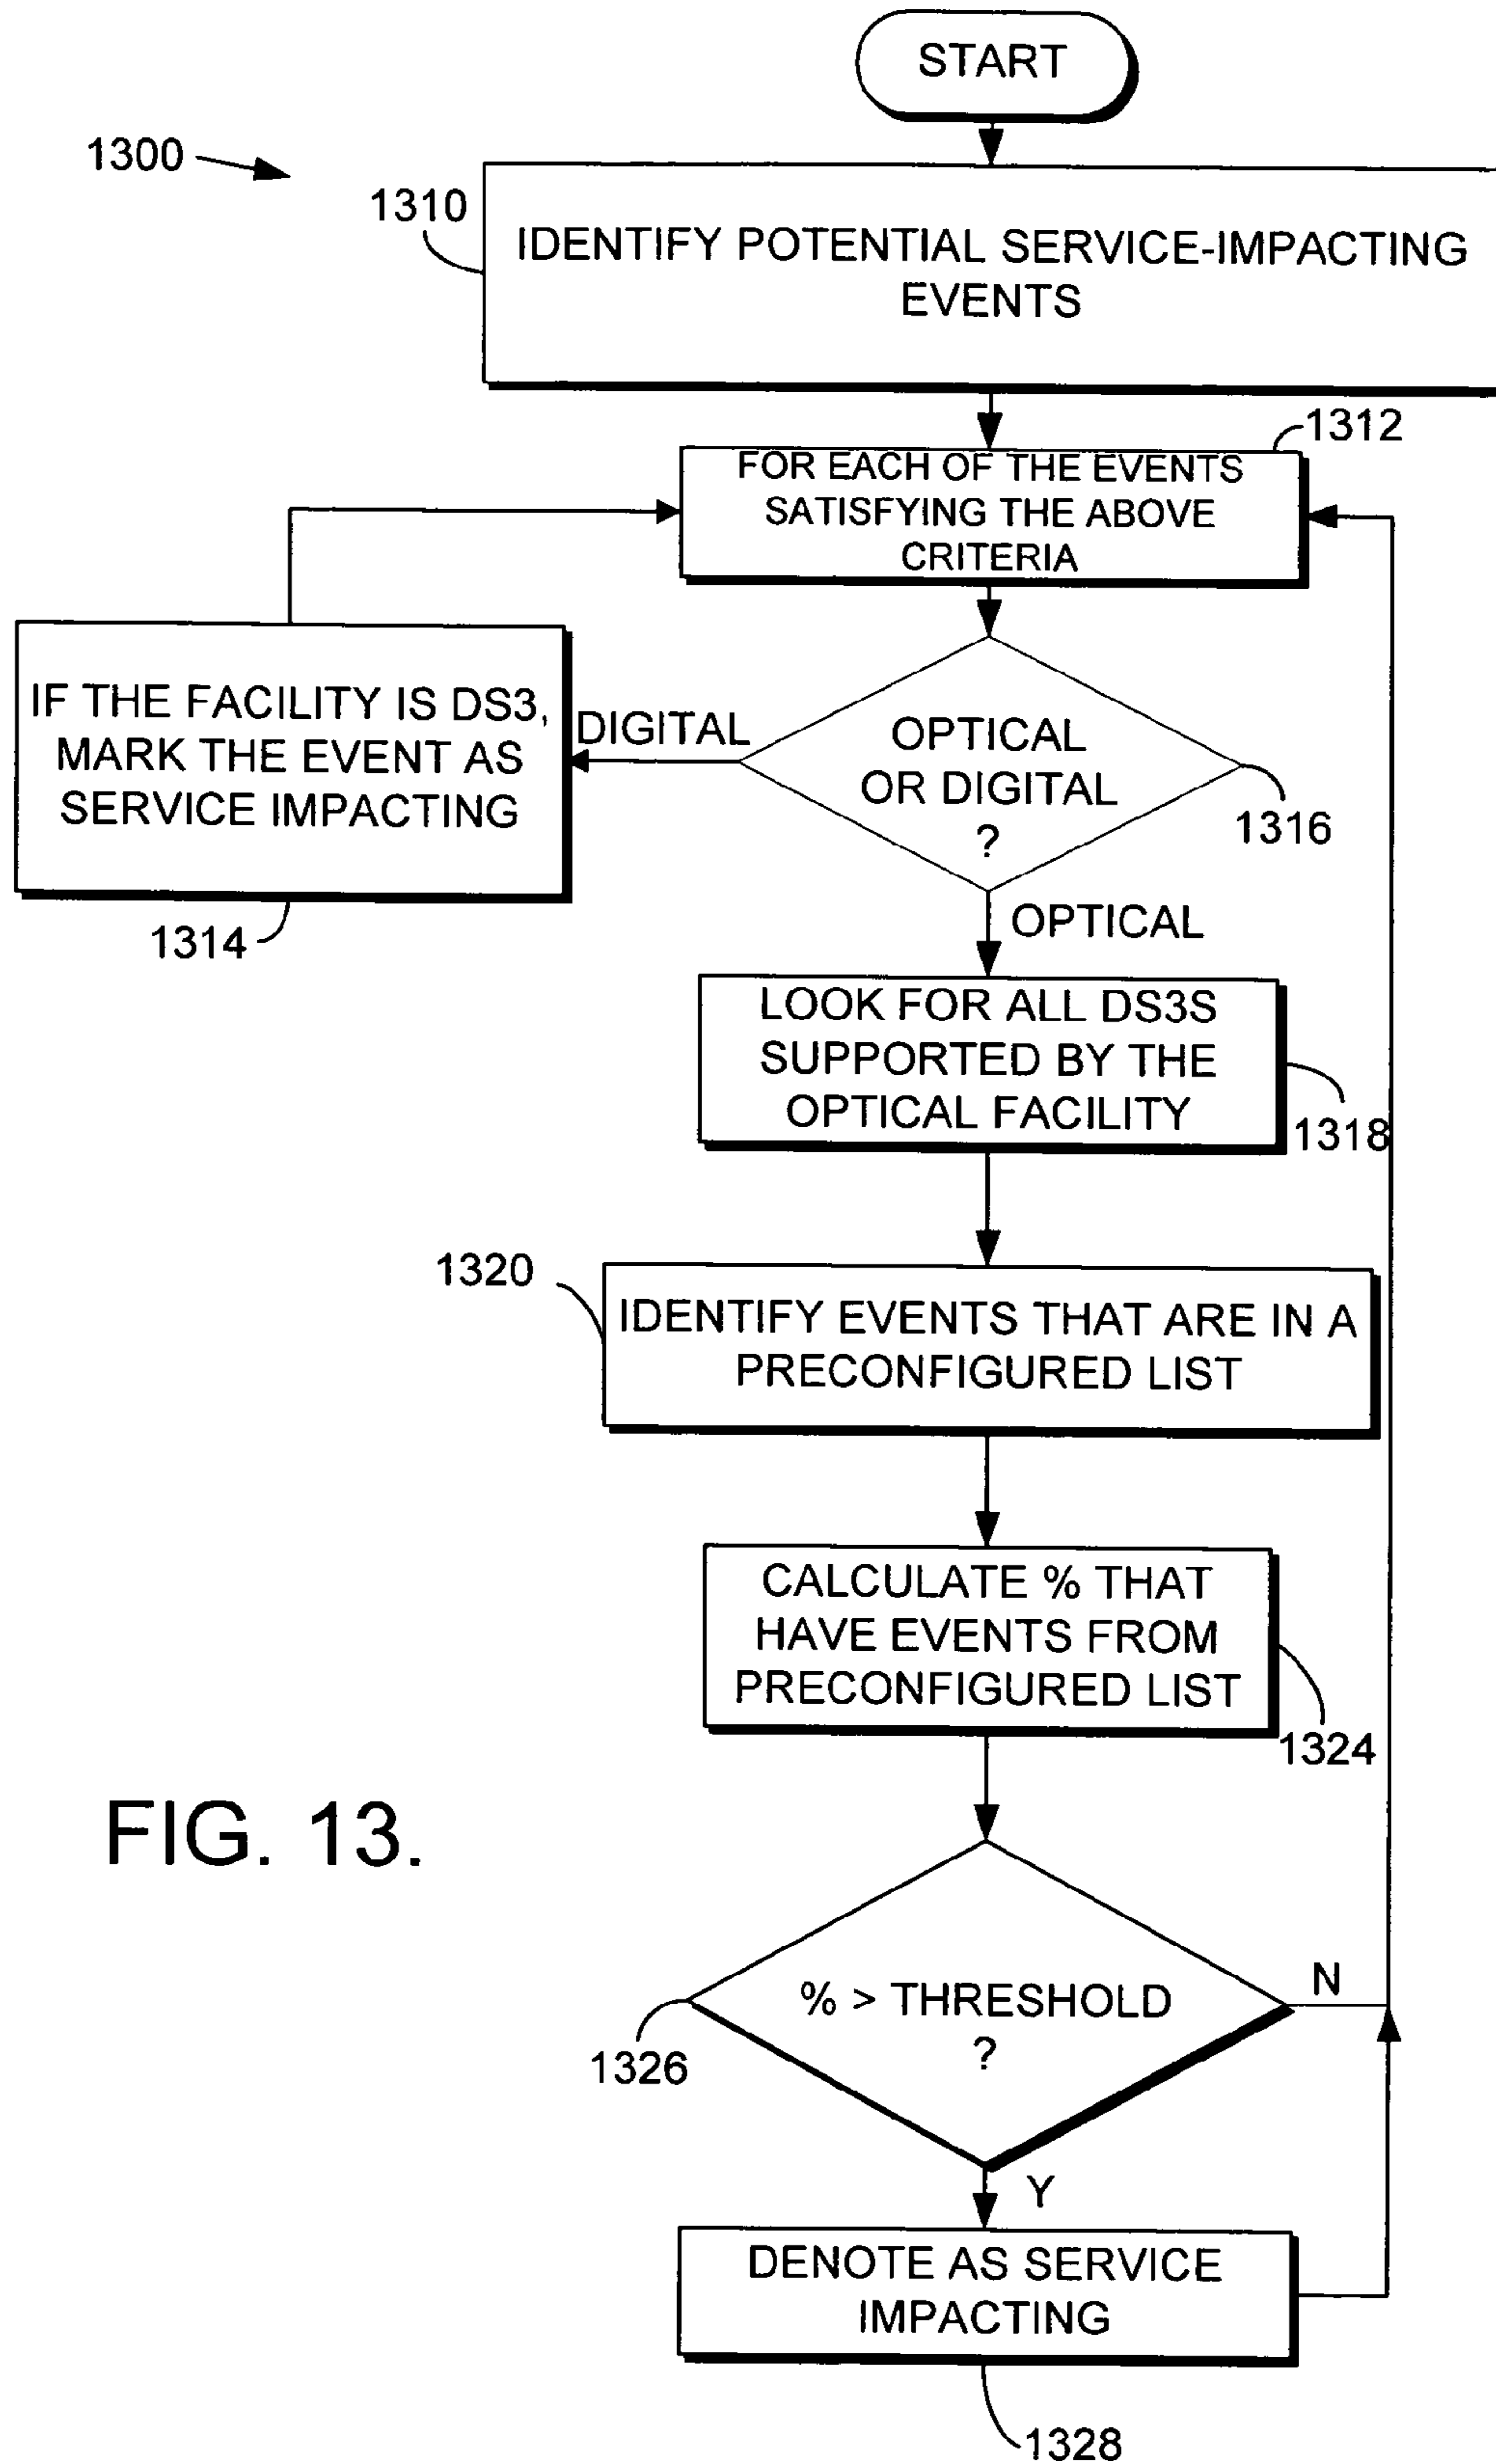 START
1300
1310
IDENTIFY POTENTIAL SERVICE-IMPACTING
EVENTS
1312
FOR EACH OF THE EVENTS
SATISFYING THE ABOVE
CRITERIA
IF THE FACILITY IS DS3,
MARK THE EVENT AS
SERVICE IMPACTING
1314
DIGITAL
OPTICAL
OR DIGITAL
?
1316
OPTICAL
LOOK FOR ALL DS3S
SUPPORTED BY THE
OPTICAL FACILITY
1318
1320
IDENTIFY EVENTS THAT ARE IN A
PRECONFIGURED LIST
CALCULATE % THAT
HAVE EVENTS FROM
PRECONFIGURED LIST
1324
FIG. 13.
% > THRESHOLD
?
N
1326
Y
DENOTE AS SERVICE
IMPACTING
1328